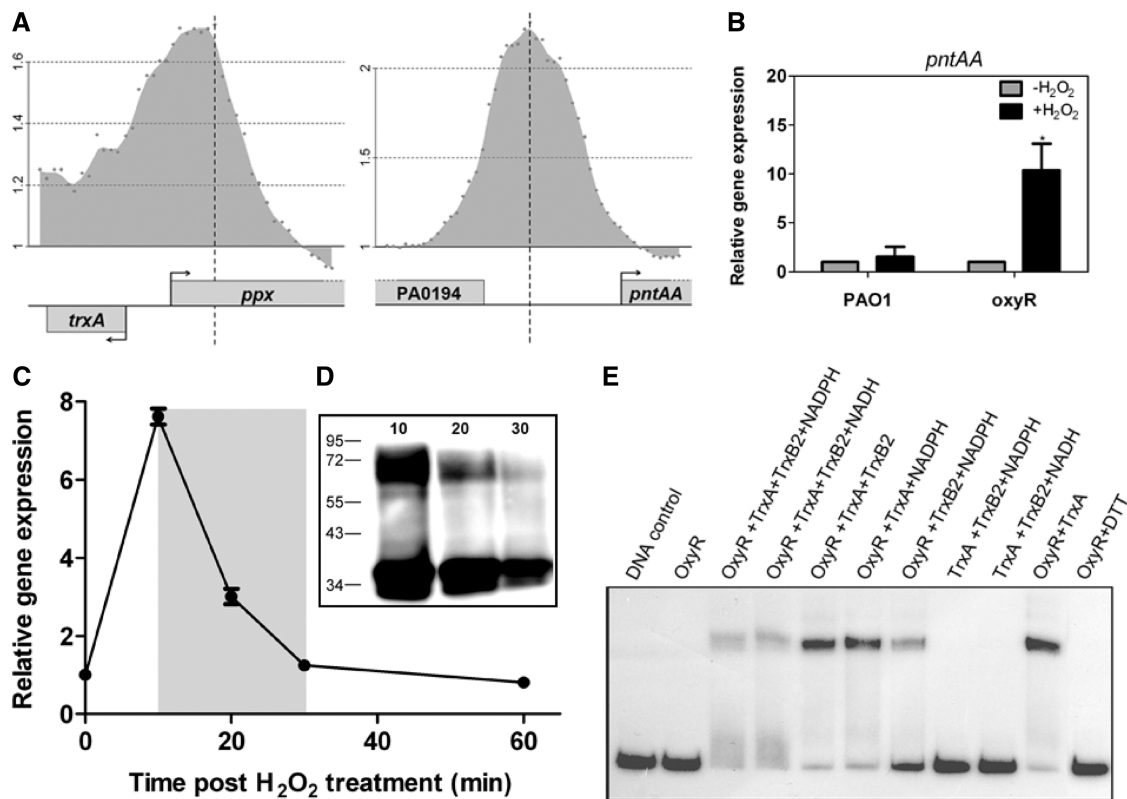 A
1.6
1.4
1.2
1
ppx
trxA
2
1.5
1
PA0194
pntAA
B
pntAA
Relative gene expression
20
15
10
5
0
-H₂O₂
+H₂O₂
*
PAO1
oxyR
C
Relative gene expression
8
6
4
2
0
0
20
40
60
Time post H₂O₂ treatment (min)
D
10
20
30
95
72
55
43
34
E
DNA control
OxyR
OxyR +TrxA+TrxB2+NADPH
OxyR +TrxA+TrxB2+NADH
OxyR +TrxA+TrxB2
OxyR +TrxA+NADPH
OxyR +TrxB2+NADPH
TrxA +TrxB2+NADPH
TrxA +TrxB2+NADH
OxyR+TrxA
OxyR+DTT